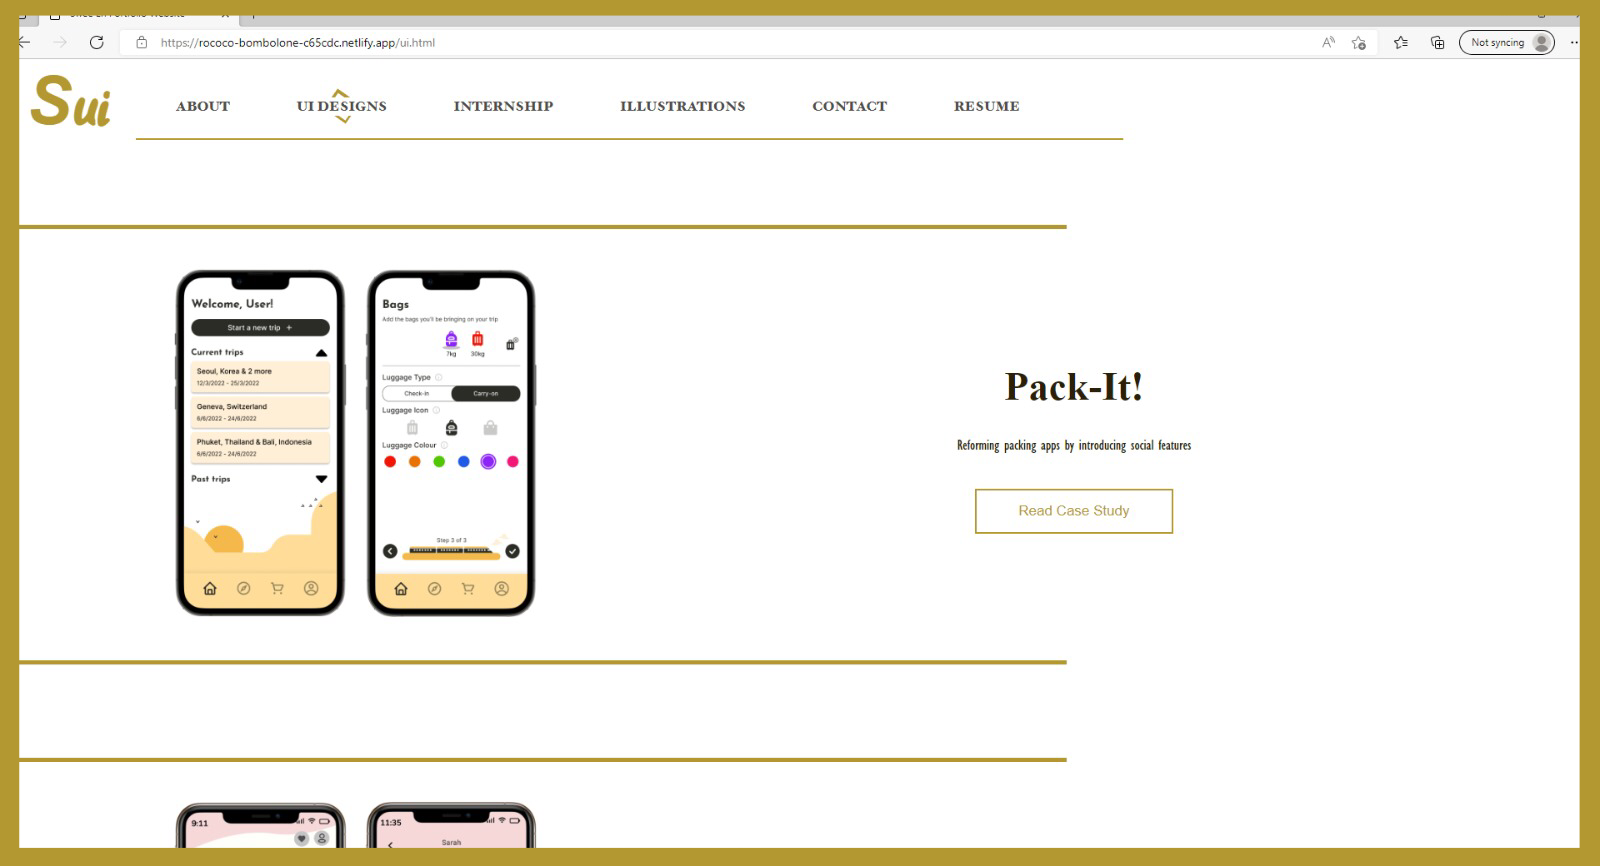 https://rococo-bombolone-c65cdc.netlify.app/ui.html
Not syncing
Sui
ABOUT
UI DESIGNS
INTERNSHIP
ILLUSTRATIONS
CONTACT
RESUME
Welcome, User!
Start a new trip +
Current trips
Seoul, Korea & 2 more
12/3/2022 - 25/3/2022
Geneva, Switzerland
6/6/2022 - 24/6/2022
Phuket, Thailand & Bali, Indonesia
6/6/2022 - 24/6/2022
Past trips
Bags
Add the bags you'll be bringing on your trip
7kg
30kg
Luggage Type
Check-in
Carry-on
Luggage Icon
Luggage Colour
Step 3 of 3
Pack-It!
Reforming packing apps by introducing social features
Read Case Study
9:11
11:35
Sarah